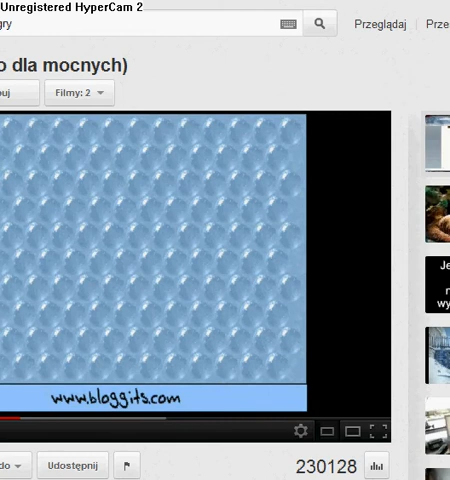 Unregistered HyperCam 2
gry
Przeglądaj
Prze
o dla mocnych)
uj
Filmy: 2
Je
n
wy
www.bloggits.com
do
Udostępnij
230128